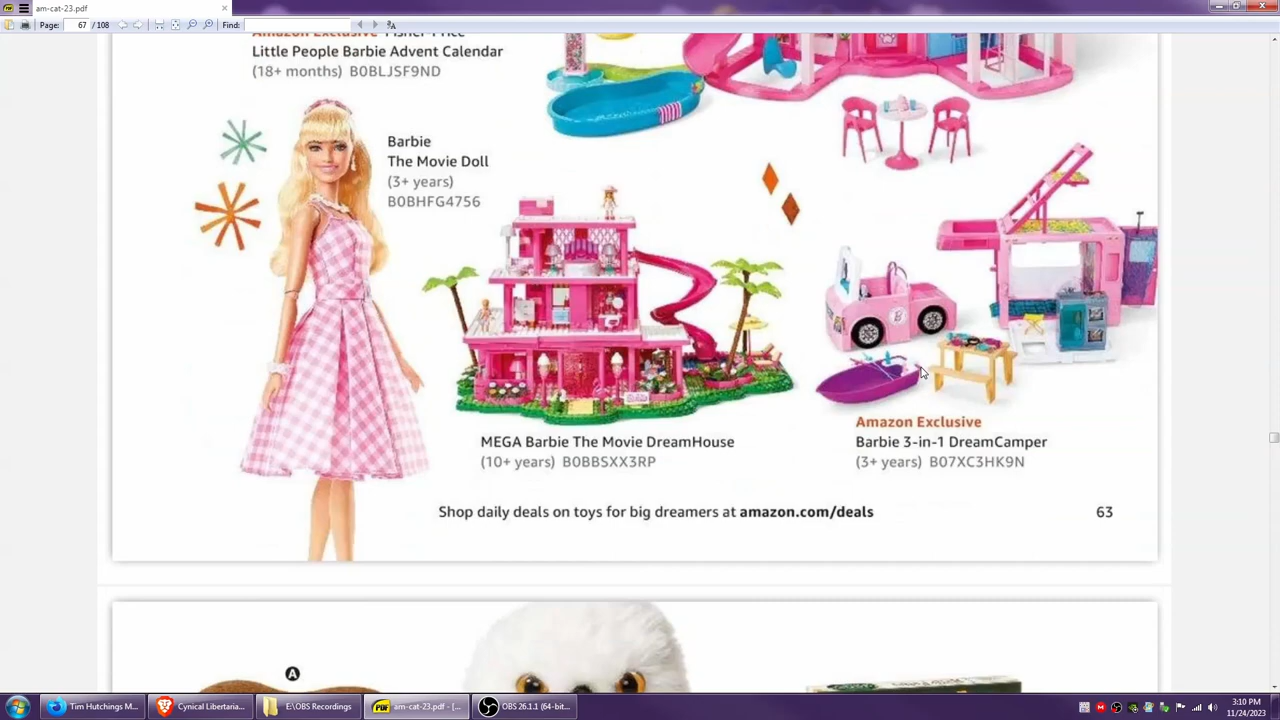 am-cat-23.pdf
Page: 67 / 108 Find:
Amazon Exclusive Fisher-Price
Little People Barbie Advent Calendar
(18+ months) B0BLJSF9ND
Barbie
The Movie Doll
(3+ years)
B0BHFG4756
MEGA Barbie The Movie DreamHouse
(10+ years) B0BBSXX3RP
Amazon Exclusive
Barbie 3-in-1 DreamCamper
(3+ years) B07XC3HK9N
Shop daily deals on toys for big dreamers at amazon.com/deals
63
A
Tim Hutchings M...
Cynical Libertaria...
E:\OBS Recordings
am-cat-23.pdf - [...
OBS 26.1.1 (64-bit...
3:10 PM
11/24/2023